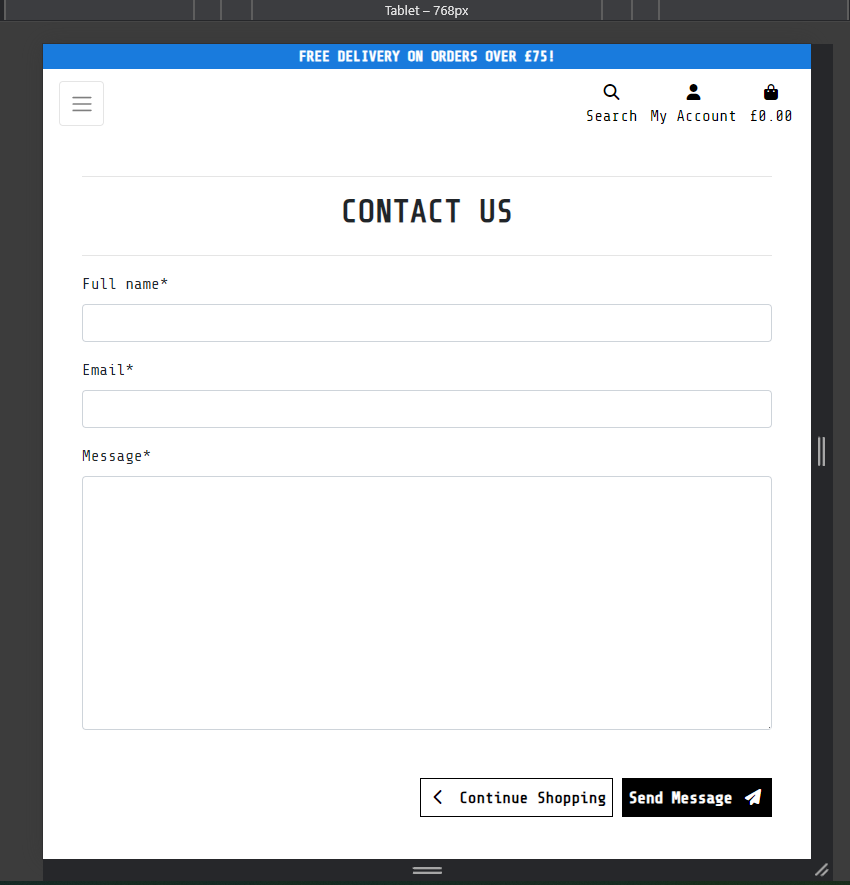 Tablet – 768px
FREE DELIVERY ON ORDERS OVER £75!
Search My Account £0.00
CONTACT US
Full name*
Email*
Message*
Continue Shopping Send Message